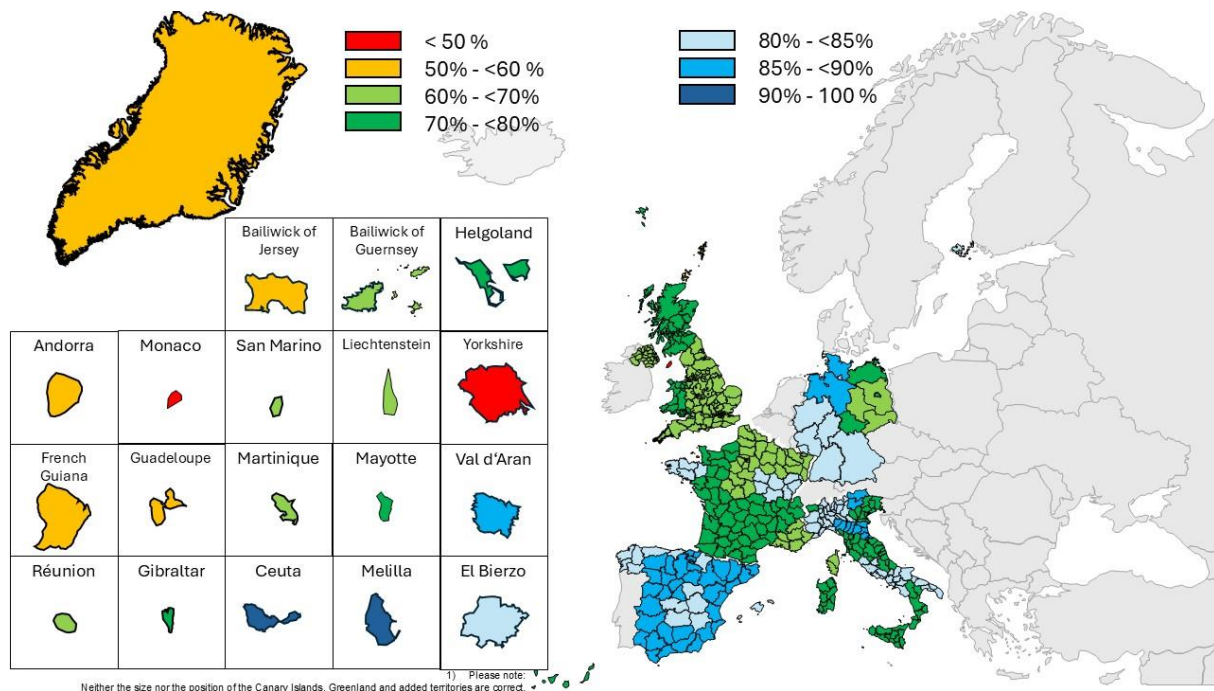 < 50 %
50% - <60 %
60% - <70%
70% - <80%
80% - <85%
85% - <90%
90% - 100 %
Bailiwick of
Jersey
Bailiwick of
Guernsey
Helgoland
Andorra
Monaco
San Marino
Liechtenstein
Yorkshire
French
Guiana
Guadeloupe
Martinique
Mayotte
Val d'Aran
Réunion
Gibraltar
Ceuta
Melilla
El Bierzo
1) Please note:
Neither the size nor the position of the Canary Islands, Greenland and added territories are correct.